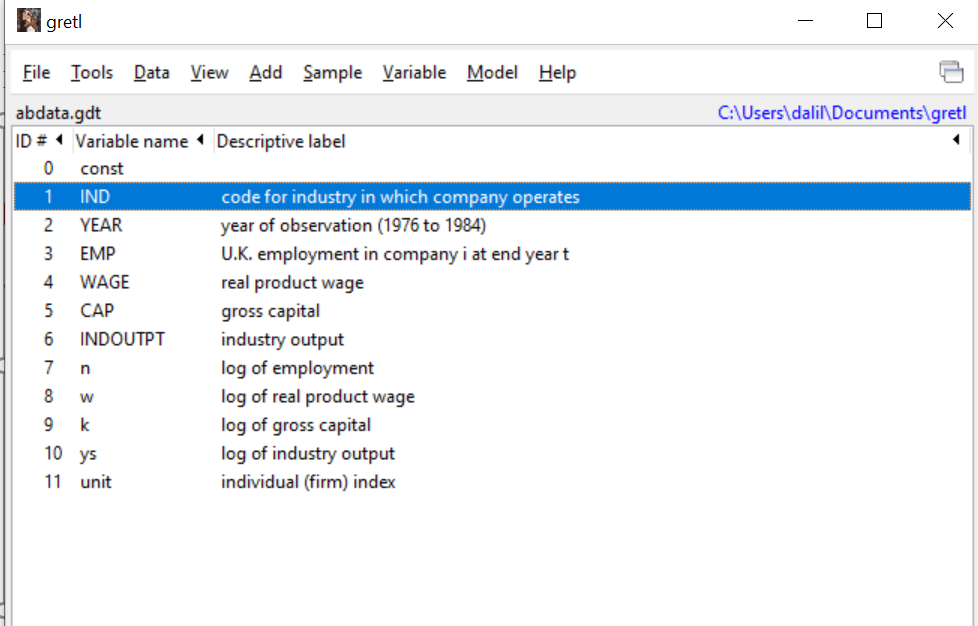 gretl
File Tools Data View Add Sample Variable Model Help
abdata.gdt C:\Users\dalil\Documents\gretl
ID # Variable name Descriptive label
0 const
1 IND code for industry in which company operates
2 YEAR year of observation (1976 to 1984)
3 EMP U.K. employment in company i at end year t
4 WAGE real product wage
5 CAP gross capital
6 INDOUTPT industry output
7 n log of employment
8 w log of real product wage
9 k log of gross capital
10 ys log of industry output
11 unit individual (firm) index